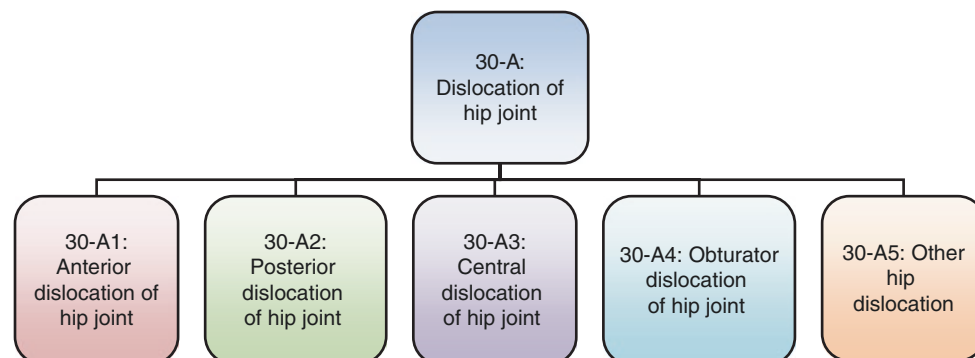 30-A:
Dislocation of
hip joint
30-A1:
Anterior
dislocation of
hip joint
30-A2:
Posterior
dislocation
of hip joint
30-A3:
Central
dislocation
of hip joint
30-A4: Obturator
dislocation
of hip joint
30-A5: Other
hip
dislocation